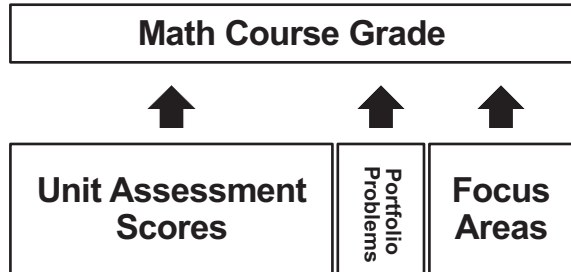 Math Course Grade
Unit Assessment
Scores
Portfolio
Problems
Focus
Areas